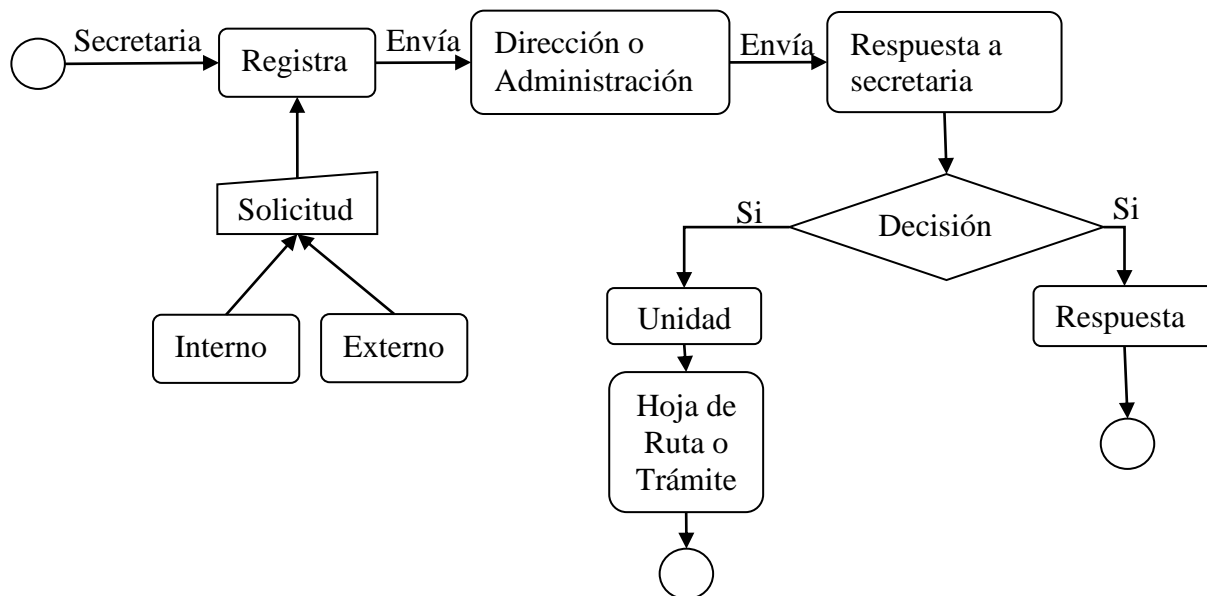 Secretaria
Registra
Envía
Dirección o
Administración
Envía
Respuesta a
secretaria
Solicitud
Interno
Externo
Si
Decisión
Si
Unidad
Respuesta
Hoja de
Ruta o
Trámite